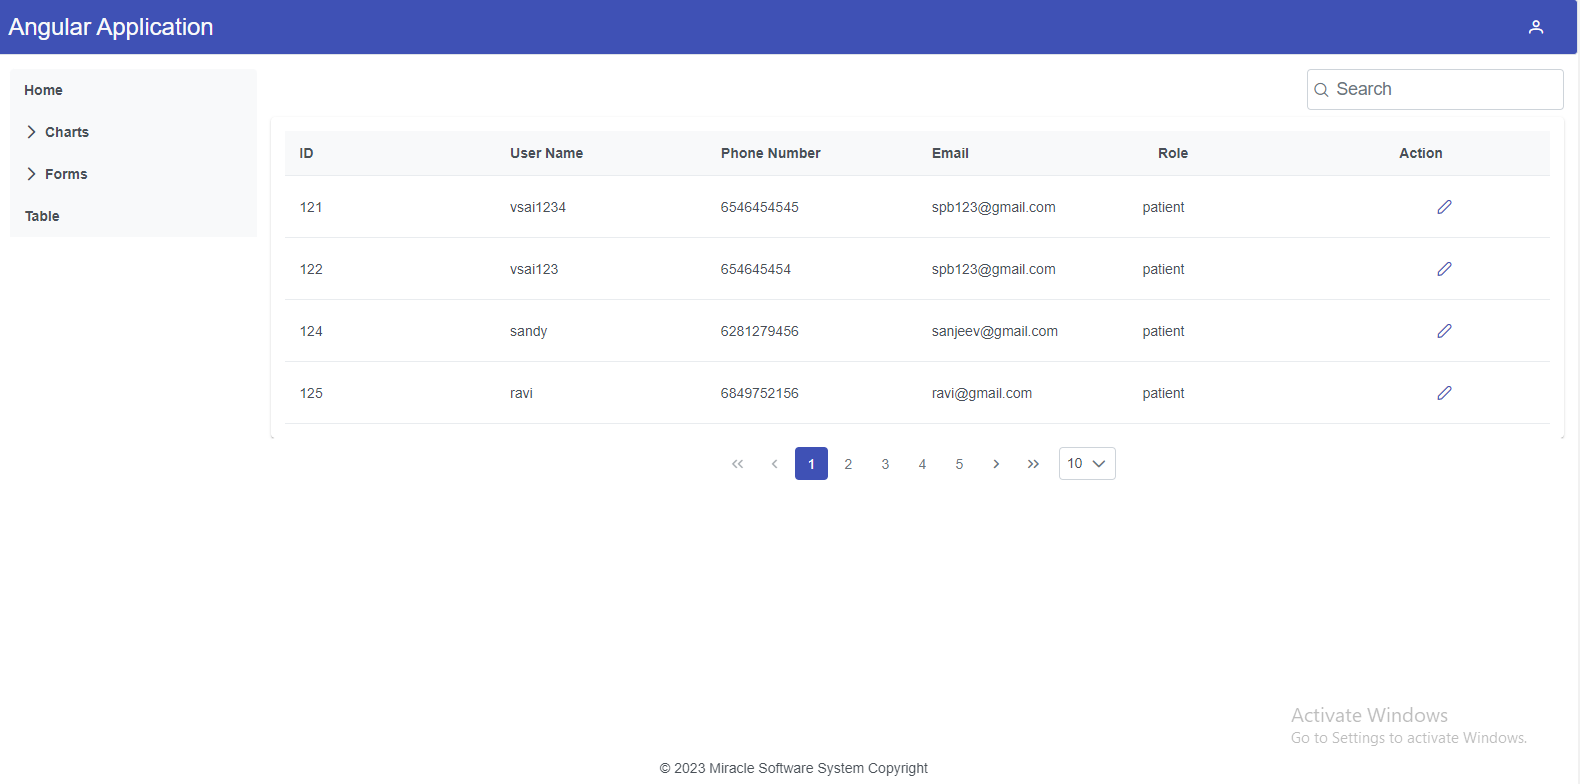 Angular Application
Home
Charts
Forms
Table
Search
ID User Name Phone Number Email Role Action
121 vsai1234 6546454545 spb123@gmail.com patient
122 vsai123 654645454 spb123@gmail.com patient
124 sandy 6281279456 sanjeev@gmail.com patient
125 ravi 6849752156 ravi@gmail.com patient
1 2 3 4 5 10
Activate Windows
Go to Settings to activate Windows.
© 2023 Miracle Software System Copyright